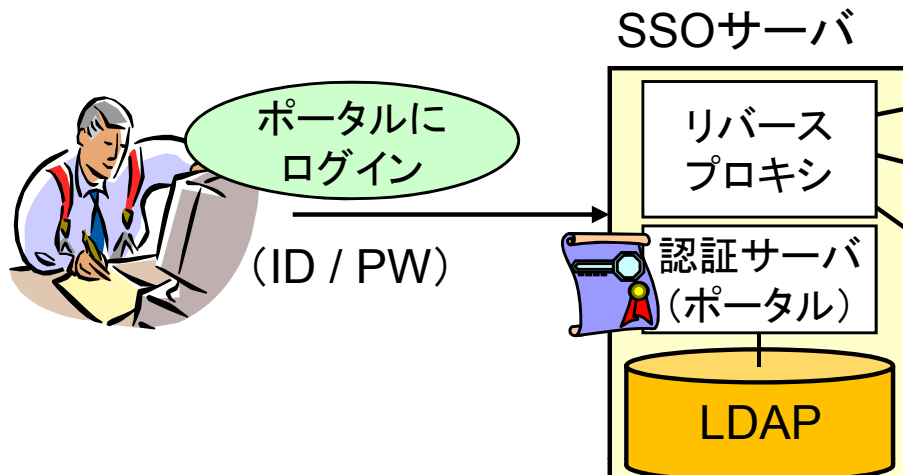 SSOサーバ
ポータルに
ログイン
(ID / PW)
リバース
プロキシ
認証サーバ
(ポータル)
LDAP